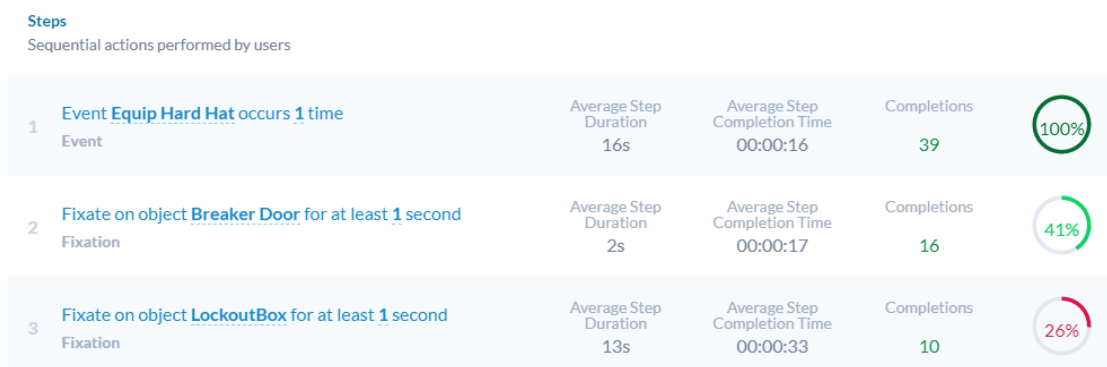 Steps
Sequential actions performed by users
1
Event Equip Hard Hat occurs 1 time
Event
Average Step
Duration
16s
Average Step
Completion Time
00:00:16
Completions
39
100%
2
Fixate on object Breaker Door for at least 1 second
Fixation
Average Step
Duration
2s
Average Step
Completion Time
00:00:17
Completions
16
41%
3
Fixate on object LockoutBox for at least 1 second
Fixation
Average Step
Duration
13s
Average Step
Completion Time
00:00:33
Completions
10
26%